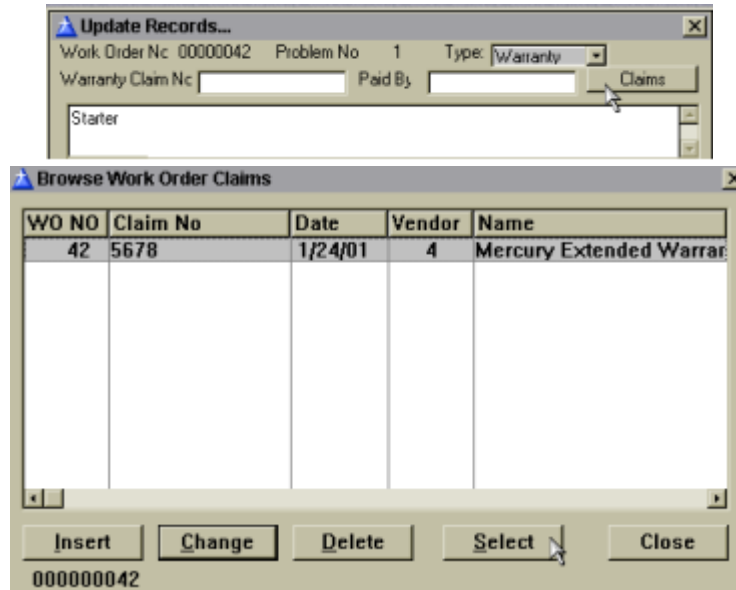 Update Records...
Work Order Nc 00000042 Problem No 1 Type: Warranty
Warranty Claim Nc Paid By Claims
Starter
Browse Work Order Claims
WO NO Claim No Date Vendor Name
42 5678 1/24/01 4 Mercury Extended Warrar
Insert Change Delete Select Close
000000042